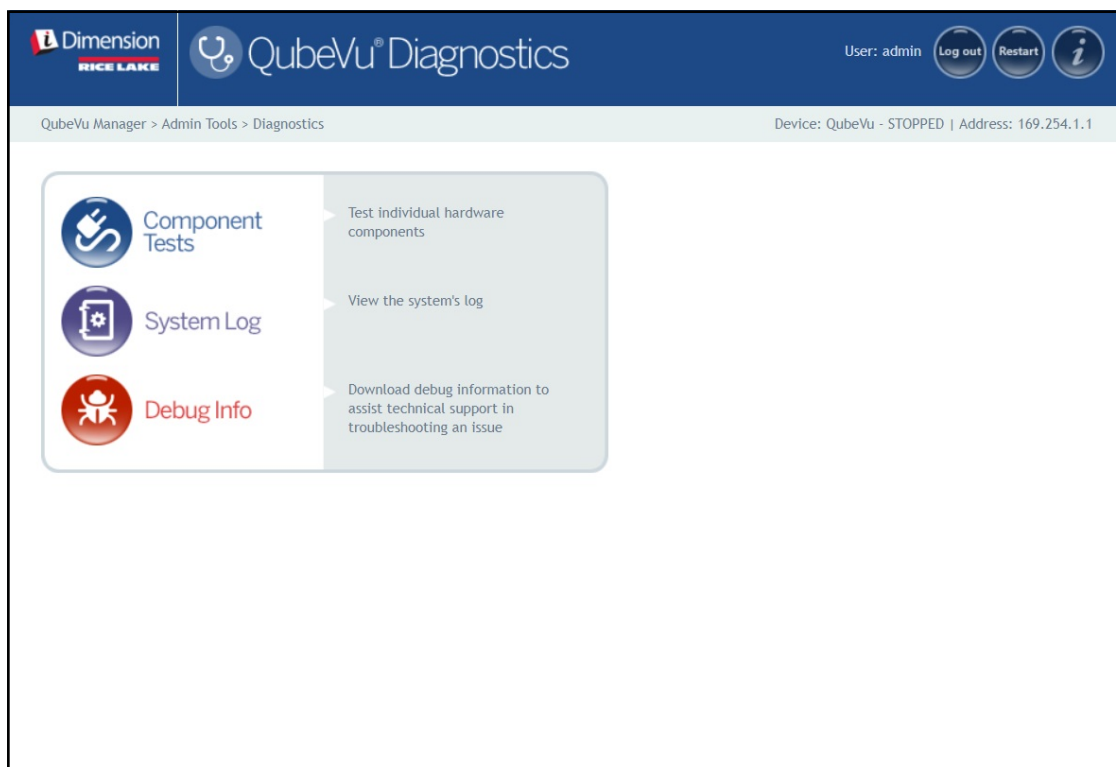 i Dimension
RICE LAKE
QubeVu® Diagnostics
User: admin
Log out
Restart
i
QubeVu Manager > Admin Tools > Diagnostics
Device: QubeVu - STOPPED | Address: 169.254.1.1
Component
Tests
Test individual hardware
components
System Log
View the system's log
Debug Info
Download debug information to
assist technical support in
troubleshooting an issue